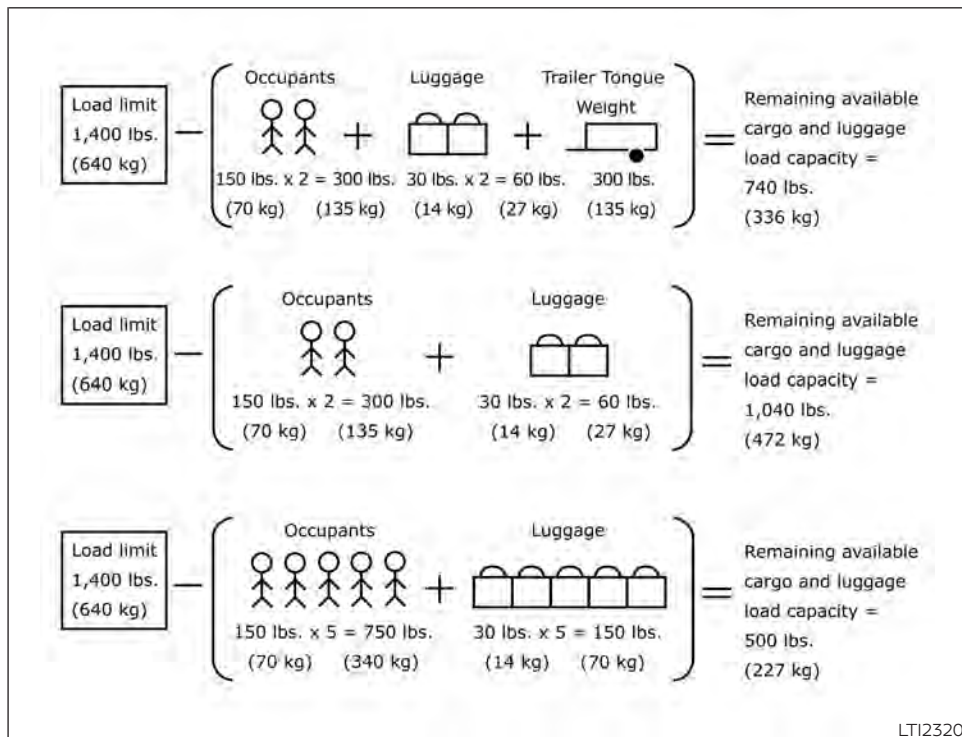 Occupants Luggage Trailer Tongue
Weight
Load limit
1,400 lbs.
(640 kg)
150 lbs. x 2 = 300 lbs. 30 lbs. x 2 = 60 lbs. 300 lbs.
(70 kg) (135 kg) (14 kg) (27 kg) (135 kg)
Remaining available
cargo and luggage
load capacity =
740 lbs.
(336 kg)
Occupants Luggage
Load limit
1,400 lbs.
(640 kg)
150 lbs. x 2 = 300 lbs. 30 lbs. x 2 = 60 lbs.
(70 kg) (135 kg) (14 kg) (27 kg)
Remaining available
cargo and luggage
load capacity =
1,040 lbs.
(472 kg)
Occupants Luggage
Load limit
1,400 lbs.
(640 kg)
150 lbs. x 5 = 750 lbs. 30 lbs. x 5 = 150 lbs.
(70 kg) (340 kg) (14 kg) (70 kg)
Remaining available
cargo and luggage
load capacity =
500 lbs.
(227 kg)
LTI2320